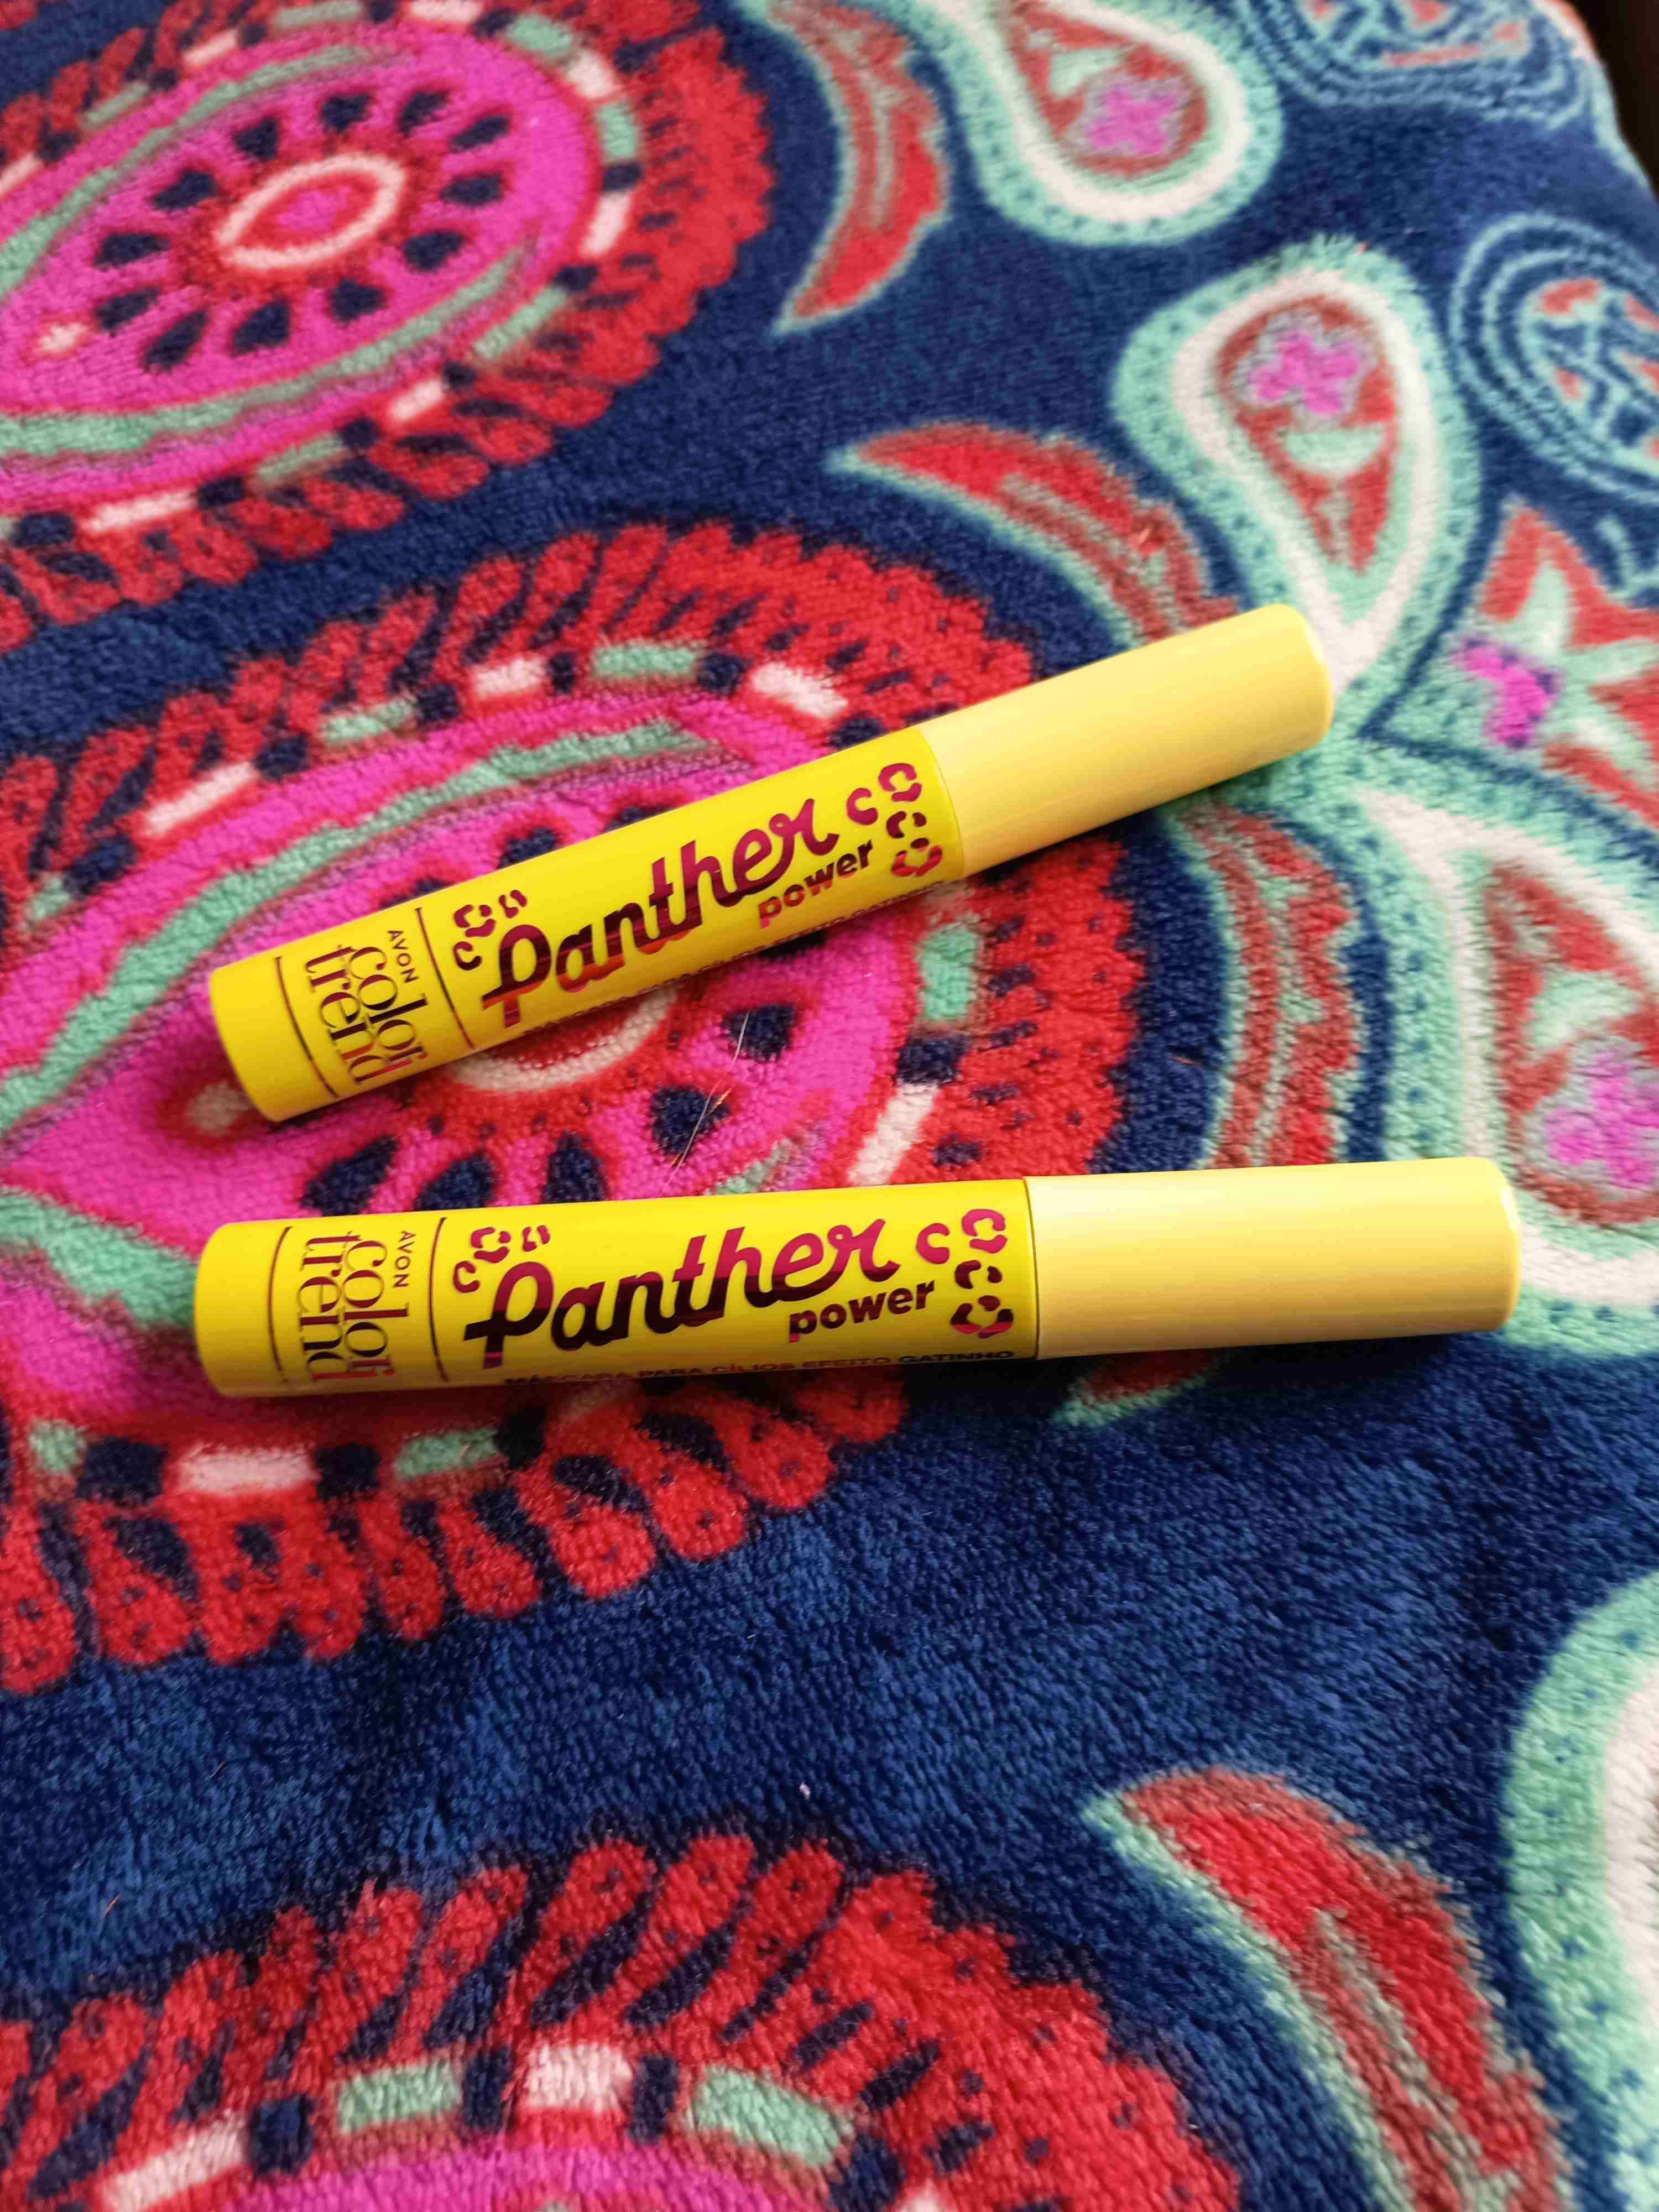 AVON
color
trend
Panther
power
AVON
color
trend
Panther
power
MÁSCARA PARA CÍLIOS EFEITO GATINHO